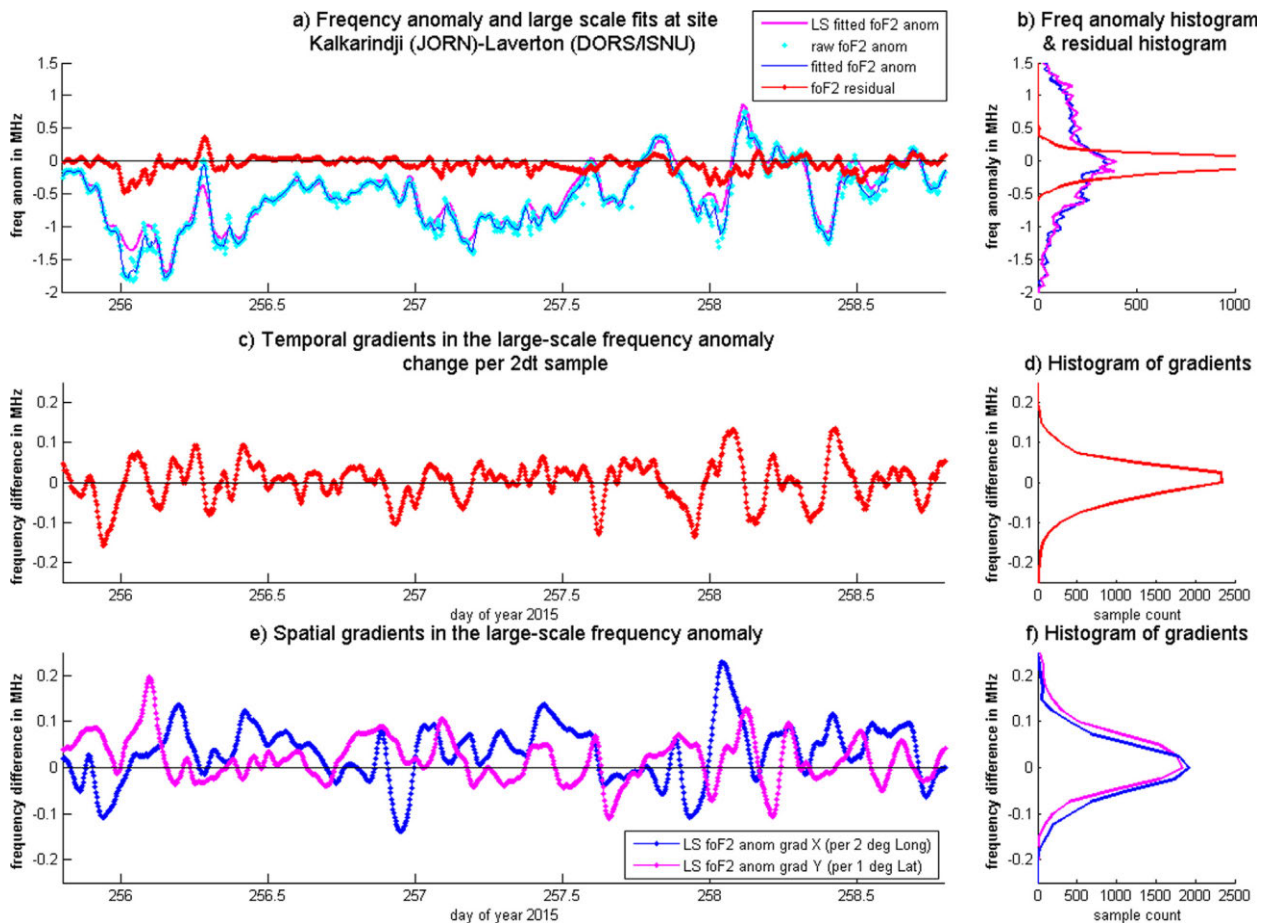 a) Freqency anomaly and large scale fits at site
Kalkarindji (JORN)-Laverton (DORS/ISNU)
LS fitted foF2 anom
raw foF2 anom
fitted foF2 anom
foF2 residual
freq anom in MHz
1.5
1
0.5
0
-0.5
-1
-1.5
-2
256
256.5
257
257.5
258
258.5
b) Freq anomaly histogram
& residual histogram
freq anomaly in MHz
1.5
1
0.5
0
-0.5
-1
-1.5
-2
0
500
1000
c) Temporal gradients in the large-scale frequency anomaly
change per 2dt sample
frequency difference in MHz
0.2
0.1
0
-0.1
-0.2
256
256.5
257
257.5
258
258.5
day of year 2015
d) Histogram of gradients
frequency difference in MHz
0.2
0.1
0
-0.1
-0.2
0
500
1000
1500
2000
2500
sample count
e) Spatial gradients in the large-scale frequency anomaly
frequency difference in MHz
0.2
0.1
0
-0.1
-0.2
LS foF2 anom grad X (per 2 deg Long)
LS foF2 anom grad Y (per 1 deg Lat)
256
256.5
257
257.5
258
258.5
day of year 2015
f) Histogram of gradients
frequency difference in MHz
0.2
0.1
0
-0.1
-0.2
0
500
1000
1500
2000
2500
sample count